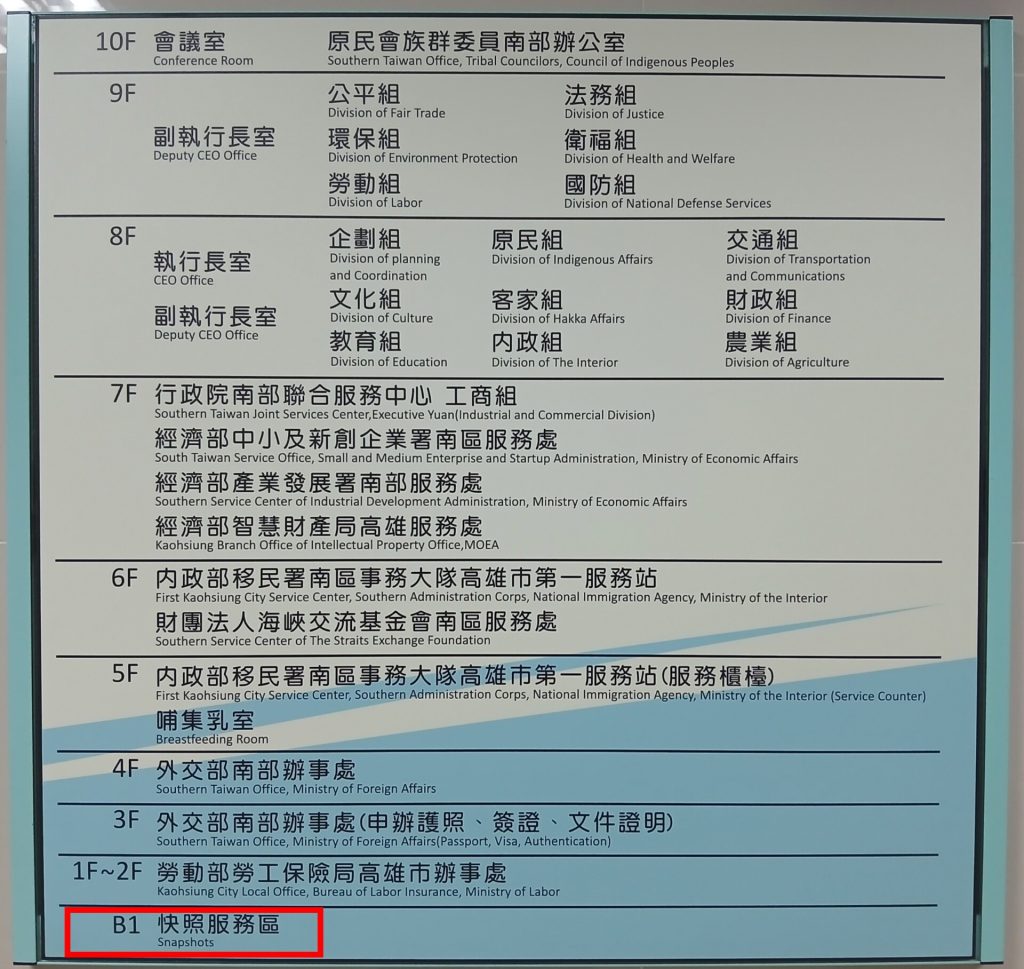 10F 會議室 原民會族群委員南部辦公室
Conference Room Southern Taiwan Office, Tribal Councilors, Council of Indigenous Peoples
9F 公平組 法務組
Division of Fair Trade Division of Justice
副執行長室 環保組 衛福組
Deputy CEO Office Division of Environment Protection Division of Health and Welfare
勞動組 國防組
Division of Labor Division of National Defense Services
8F 企劃組 原民組 交通組
Division of planning Division of Indigenous Affairs Division of Transportation
and Coordination and Communications
執行長室
CEO Office
文化組 客家組 財政組
Division of Culture Division of Hakka Affairs Division of Finance
副執行長室
Deputy CEO Office
教育組 內政組 農業組
Division of Education Division of The Interior Division of Agriculture
7F 行政院南部聯合服務中心 工商組
Southern Taiwan Joint Services Center,Executive Yuan(Industrial and Commercial Division)
經濟部中小及新創企業署南區服務處
South Taiwan Service Office, Small and Medium Enterprise and Startup Administration, Ministry of Economic Affairs
經濟部產業發展署南部服務處
Southern Service Center of Industrial Development Administration, Ministry of Economic Affairs
經濟部智慧財產局高雄服務處
Kaohsiung Branch Office of Intellectual Property Office,MOEA
6F 內政部移民署南區事務大隊高雄市第一服務站
First Kaohsiung City Service Center, Southern Administration Corps, National Immigration Agency, Ministry of the Interior
財團法人海峽交流基金會南區服務處
Southern Service Center of The Straits Exchange Foundation
5F 內政部移民署南區事務大隊高雄市第一服務站(服務櫃檯)
First Kaohsiung City Service Center, Southern Administration Corps, National Immigration Agency, Ministry of the Interior (Service Counter)
哺集乳室
Breastfeeding Room
4F 外交部南部辦事處
Southern Taiwan Office, Ministry of Foreign Affairs
3F 外交部南部辦事處(申辦護照、簽證、文件證明)
Southern Taiwan Office, Ministry of Foreign Affairs(Passport, Visa, Authentication)
1F~2F 勞動部勞工保險局高雄市辦事處
Kaohsiung City Local Office, Bureau of Labor Insurance, Ministry of Labor
B1 快照服務區
Snapshots